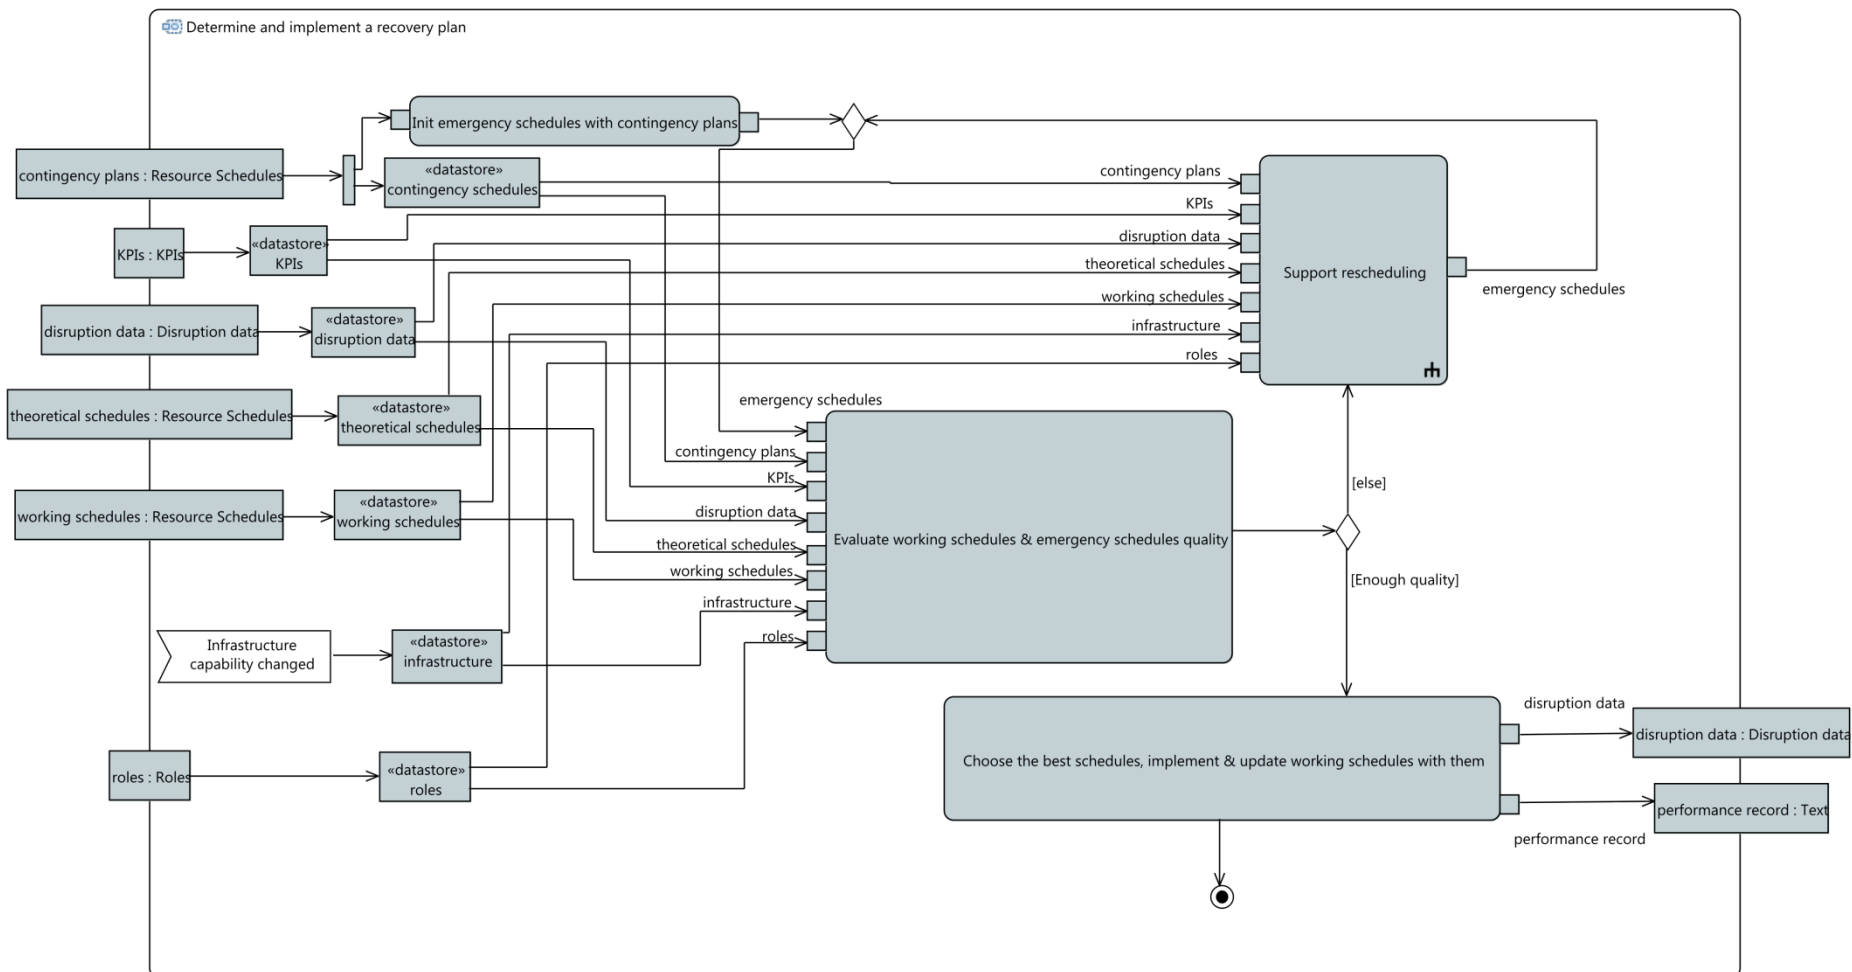 Determine and implement a recovery plan
Init emergency schedules with contingency plans
contingency plans : Resource Schedules
«datastore»
contingency schedules
contingency plans
KPIs
disruption data
theoretical schedules
working schedules
infrastructure
roles
Support rescheduling
emergency schedules
KPIs : KPIs
«datastore»
KPIs
disruption data : Disruption data
«datastore»
disruption data
theoretical schedules : Resource Schedules
«datastore»
theoretical schedules
working schedules : Resource Schedules
«datastore»
working schedules
Infrastructure
capability changed
«datastore»
infrastructure
roles : Roles
«datastore»
roles
emergency schedules
contingency plans
KPIs
disruption data
theoretical schedules
working schedules
infrastructure
roles
Evaluate working schedules & emergency schedules quality
[else]
[Enough quality]
Choose the best schedules, implement & update working schedules with them
disruption data
disruption data : Disruption data
performance record : Text
performance record